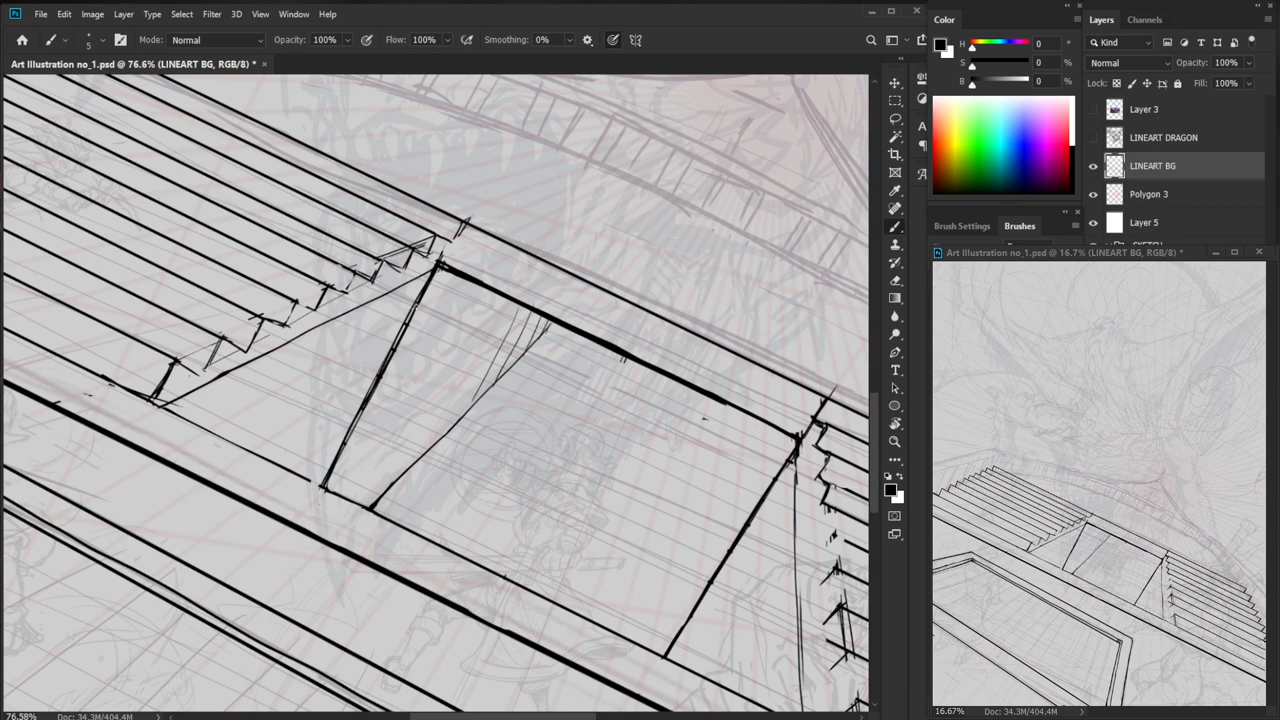 File Edit Image Layer Type Select Filter 3D View Window Help
5 Mode: Normal Opacity: 100% Flow: 100% Smoothing: 0%
Art Illustration no_1.psd @ 76.6% (LINEART BG, RGB/8) *
Color
H 0 °
S 0 %
B 0 %
Layers Channels
Kind
Normal Opacity: 100%
Lock: Fill: 100%
Layer 3
LINEART DRAGON
LINEART BG
Polygon 3
Layer 5
Brush Settings Brushes
Art Illustration no_1.psd @ 16.7% (LINEART BG, RGB/8) *
76.58% Doc: 34.3M/404.4M
16.67% Doc: 34.3M/404.4M